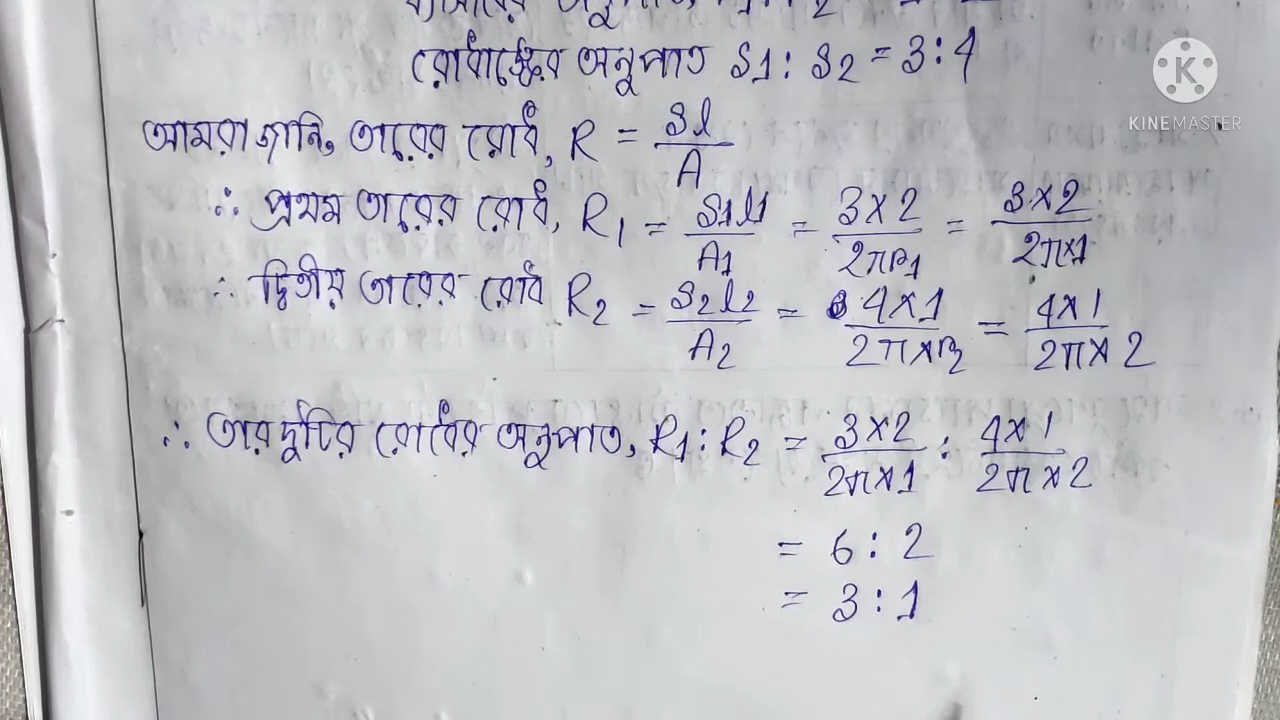 অনুপাত,
রোধাঙ্কের অনুপাত S1 : S2 = 3 : 4
আমরা জানি, তারের রোধ, R = Sl/A
∴ প্রথম তারের রোধ, R1 = S1l1/A1 = 3×2/2πr1 = 3×2/2π×1
∴ দ্বিতীয় তারের রোধ R2 = S2l2/A2 = 4×1/2π×r2 = 4×1/2π×2
∴ তার দুটির রোধের অনুপাত, R1 : R2 = 3×2/2π×1 : 4×1/2π×2
= 6 : 2
= 3 : 1
K
KINEMASTER